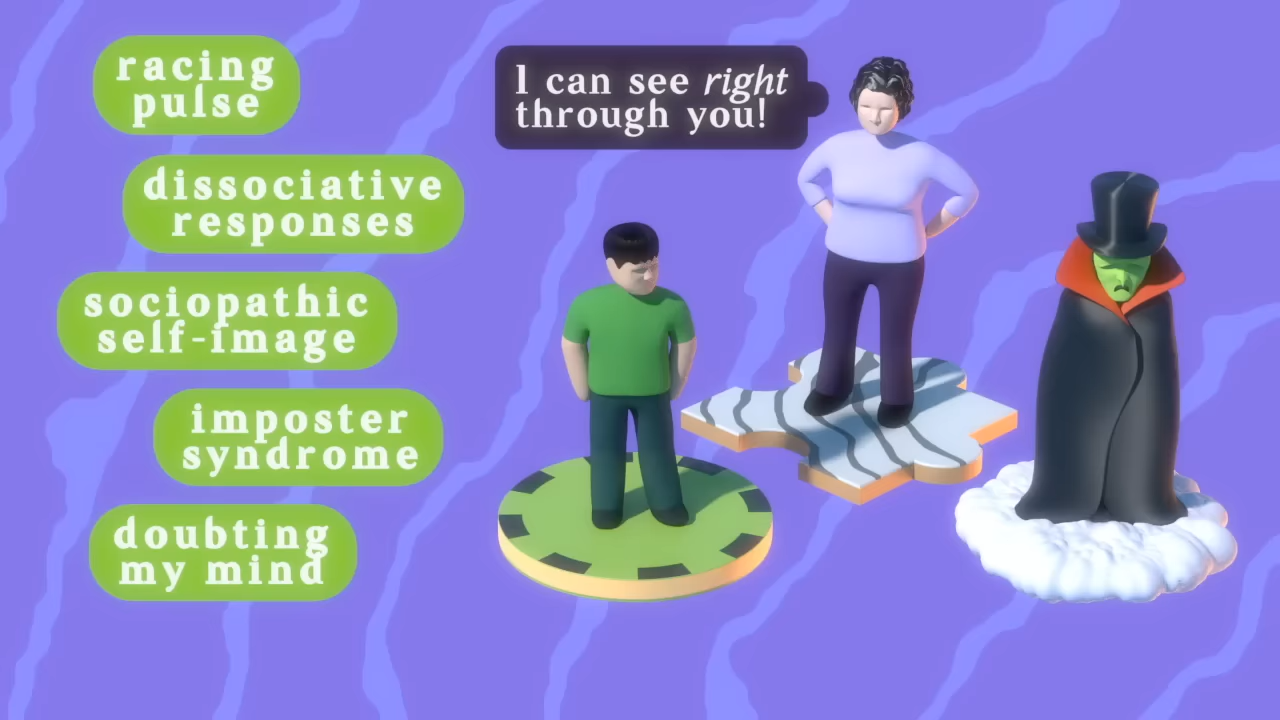 racing
pulse
dissociative
responses
sociopathic
self-image
imposter
syndrome
doubting
my mind
I can see right
through you!